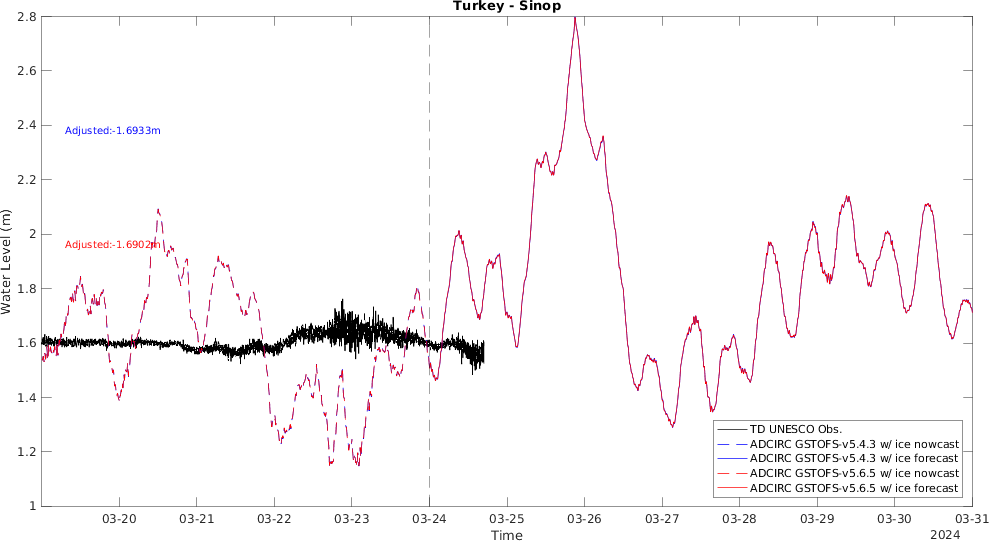 Turkey - Sinop
2.8
2.6
2.4
2.2
2
1.8
1.6
1.4
1.2
1
Water Level (m)
Adjusted:-1.6933m
Adjusted:-1.6902m
TD UNESCO Obs.
ADCIRC GSTOFS-v5.4.3 w/ ice nowcast
ADCIRC GSTOFS-v5.4.3 w/ ice forecast
ADCIRC GSTOFS-v5.6.5 w/ ice nowcast
ADCIRC GSTOFS-v5.6.5 w/ ice forecast
03-20 03-21 03-22 03-23 03-24 03-25 03-26 03-27 03-28 03-29 03-30 03-31
Time
2024